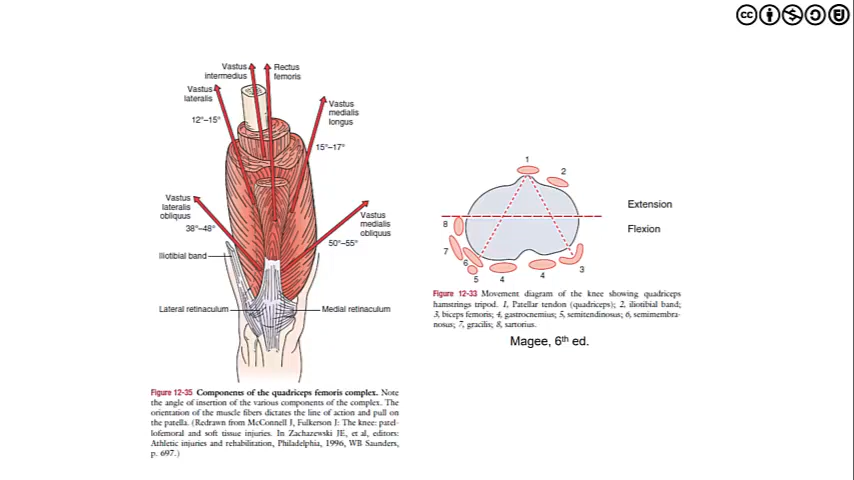 Vastus
intermedius
Rectus
femoris
Vastus
lateralis
12°–15°
Vastus
medialis
longus
15°–17°
Vastus
lateralis
obliquus
38°–48°
Vastus
medialis
obliquus
50°–55°
Iliotibial band
Lateral retinaculum
Medial retinaculum
Figure 12-35 Components of the quadriceps femoris complex. Note
the angle of insertion of the various components of the complex. The
orientation of the muscle fibers dictates the line of action and pull on
the patella. (Redrawn from McConnell J, Fulkerson J: The knee: patel-
lofemoral and soft tissue injuries. In Zachazewski JE, et al, editors:
Athletic injuries and rehabilitation, Philadelphia, 1996, WB Saunders,
p. 697.)
1
2
8
7
6
5
4
4
3
Extension
Flexion
Figure 12-33 Movement diagram of the knee showing quadriceps
hamstrings tripod. 1, Patellar tendon (quadriceps); 2, iliotibial band;
3, biceps femoris; 4, gastrocnemius; 5, semitendinosus; 6, semimembra-
nosus; 7, gracilis; 8, sartorius.
Magee, 6th ed.
cc